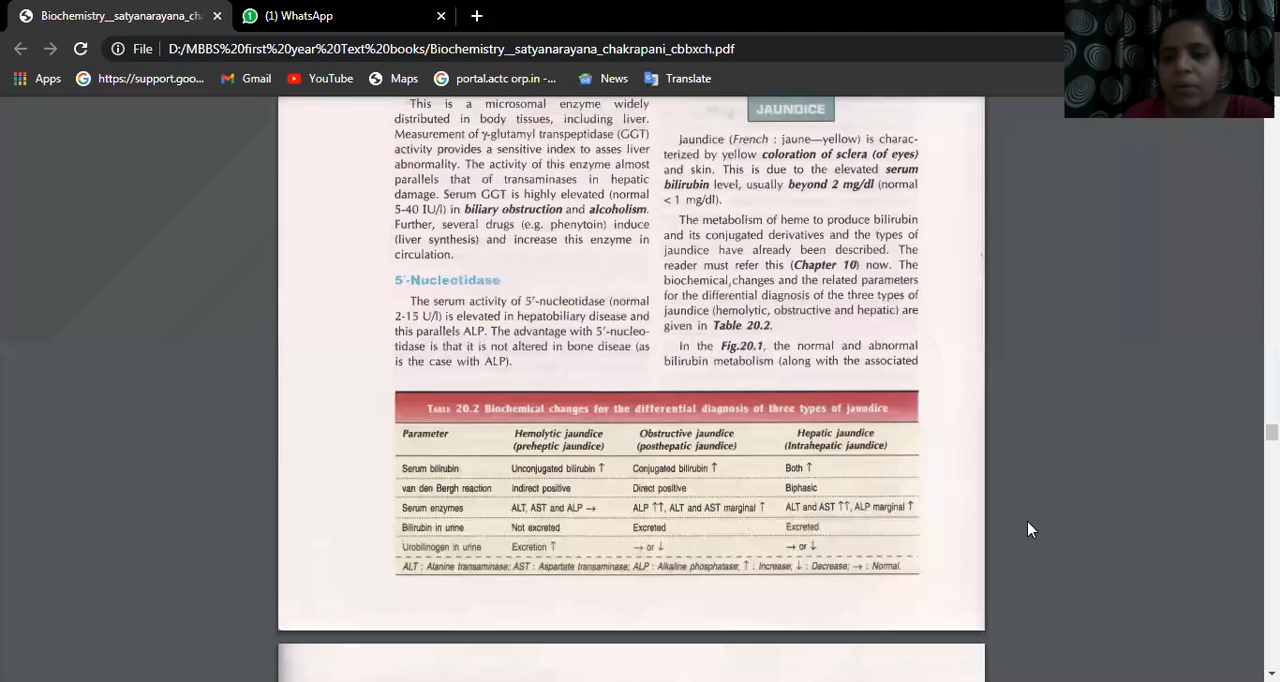 Biochemistry__satyanarayana_ch
(1) WhatsApp
File
D:/MBBS%20first%20year%20Text%20books/Biochemistry__satyanarayana_chakrapani_cbbxch.pdf
Apps
https://support.goo...
Gmail
YouTube
Maps
portal.actc orp.in -...
News
Translate
This is a microsomal enzyme widely
distributed in body tissues, including liver.
Measurement of γ-glutamyl transpeptidase (GGT)
activity provides a sensitive index to asses liver
abnormality. The activity of this enzyme almost
parallels that of transaminases in hepatic
damage. Serum GGT is highly elevated (normal
5-40 IU/l) in biliary obstruction and alcoholism.
Further, several drugs (e.g. phenytoin) induce
(liver synthesis) and increase this enzyme in
circulation.
5'-Nucleotidase
The serum activity of 5'-nucleotidase (normal
2-15 U/l) is elevated in hepatobiliary disease and
this parallels ALP. The advantage with 5'-nucleo-
tidase is that it is not altered in bone diseae (as
is the case with ALP).
JAUNDICE
Jaundice (French : jaune—yellow) is charac-
terized by yellow coloration of sclera (of eyes)
and skin. This is due to the elevated serum
bilirubin level, usually beyond 2 mg/dl (normal
< 1 mg/dl).
The metabolism of heme to produce bilirubin
and its conjugated derivatives and the types of
jaundice have already been described. The
reader must refer this (Chapter 10) now. The
biochemical changes and the related parameters
for the differential diagnosis of the three types of
jaundice (hemolytic, obstructive and hepatic) are
given in Table 20.2.
In the Fig.20.1, the normal and abnormal
bilirubin metabolism (along with the associated
TABLE 20.2 Biochemical changes for the differential diagnosis of three types of jaundice
Parameter Hemolytic jaundice Obstructive jaundice Hepatic jaundice
(preheptic jaundice) (posthepatic jaundice) (Intrahepatic jaundice)
Serum bilirubin Unconjugated bilirubin ↑ Conjugated bilirubin ↑ Both ↑
van den Bergh reaction Indirect positive Direct positive Biphasic
Serum enzymes ALT, AST and ALP → ALP ↑↑, ALT and AST marginal ↑ ALT and AST ↑↑, ALP marginal ↑
Bilirubin in urine Not excreted Excreted Excreted
Urobilinogen in urine Excretion ↑ → or ↓ → or ↓
ALT : Alanine transaminase; AST : Aspartate transaminase; ALP : Alkaline phosphatase; ↑ : Increase; ↓ : Decrease; → : Normal.